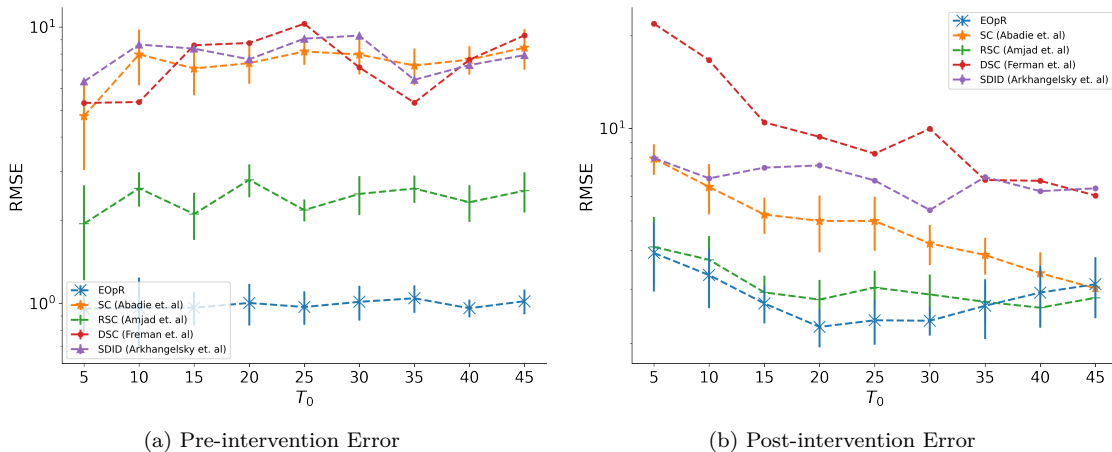 10¹
10⁰
RMSE
EOpR
SC (Abadie et. al)
RSC (Amjad et. al)
DSC (Freman et. al)
SDID (Arkhangelsky et. al)
5 10 15 20 25 30 35 40 45
T₀
(a) Pre-intervention Error
10¹
RMSE
EOpR
SC (Abadie et. al)
RSC (Amjad et. al)
DSC (Ferman et. al)
SDID (Arkhangelsky et. al)
5 10 15 20 25 30 35 40 45
T₀
(b) Post-intervention Error